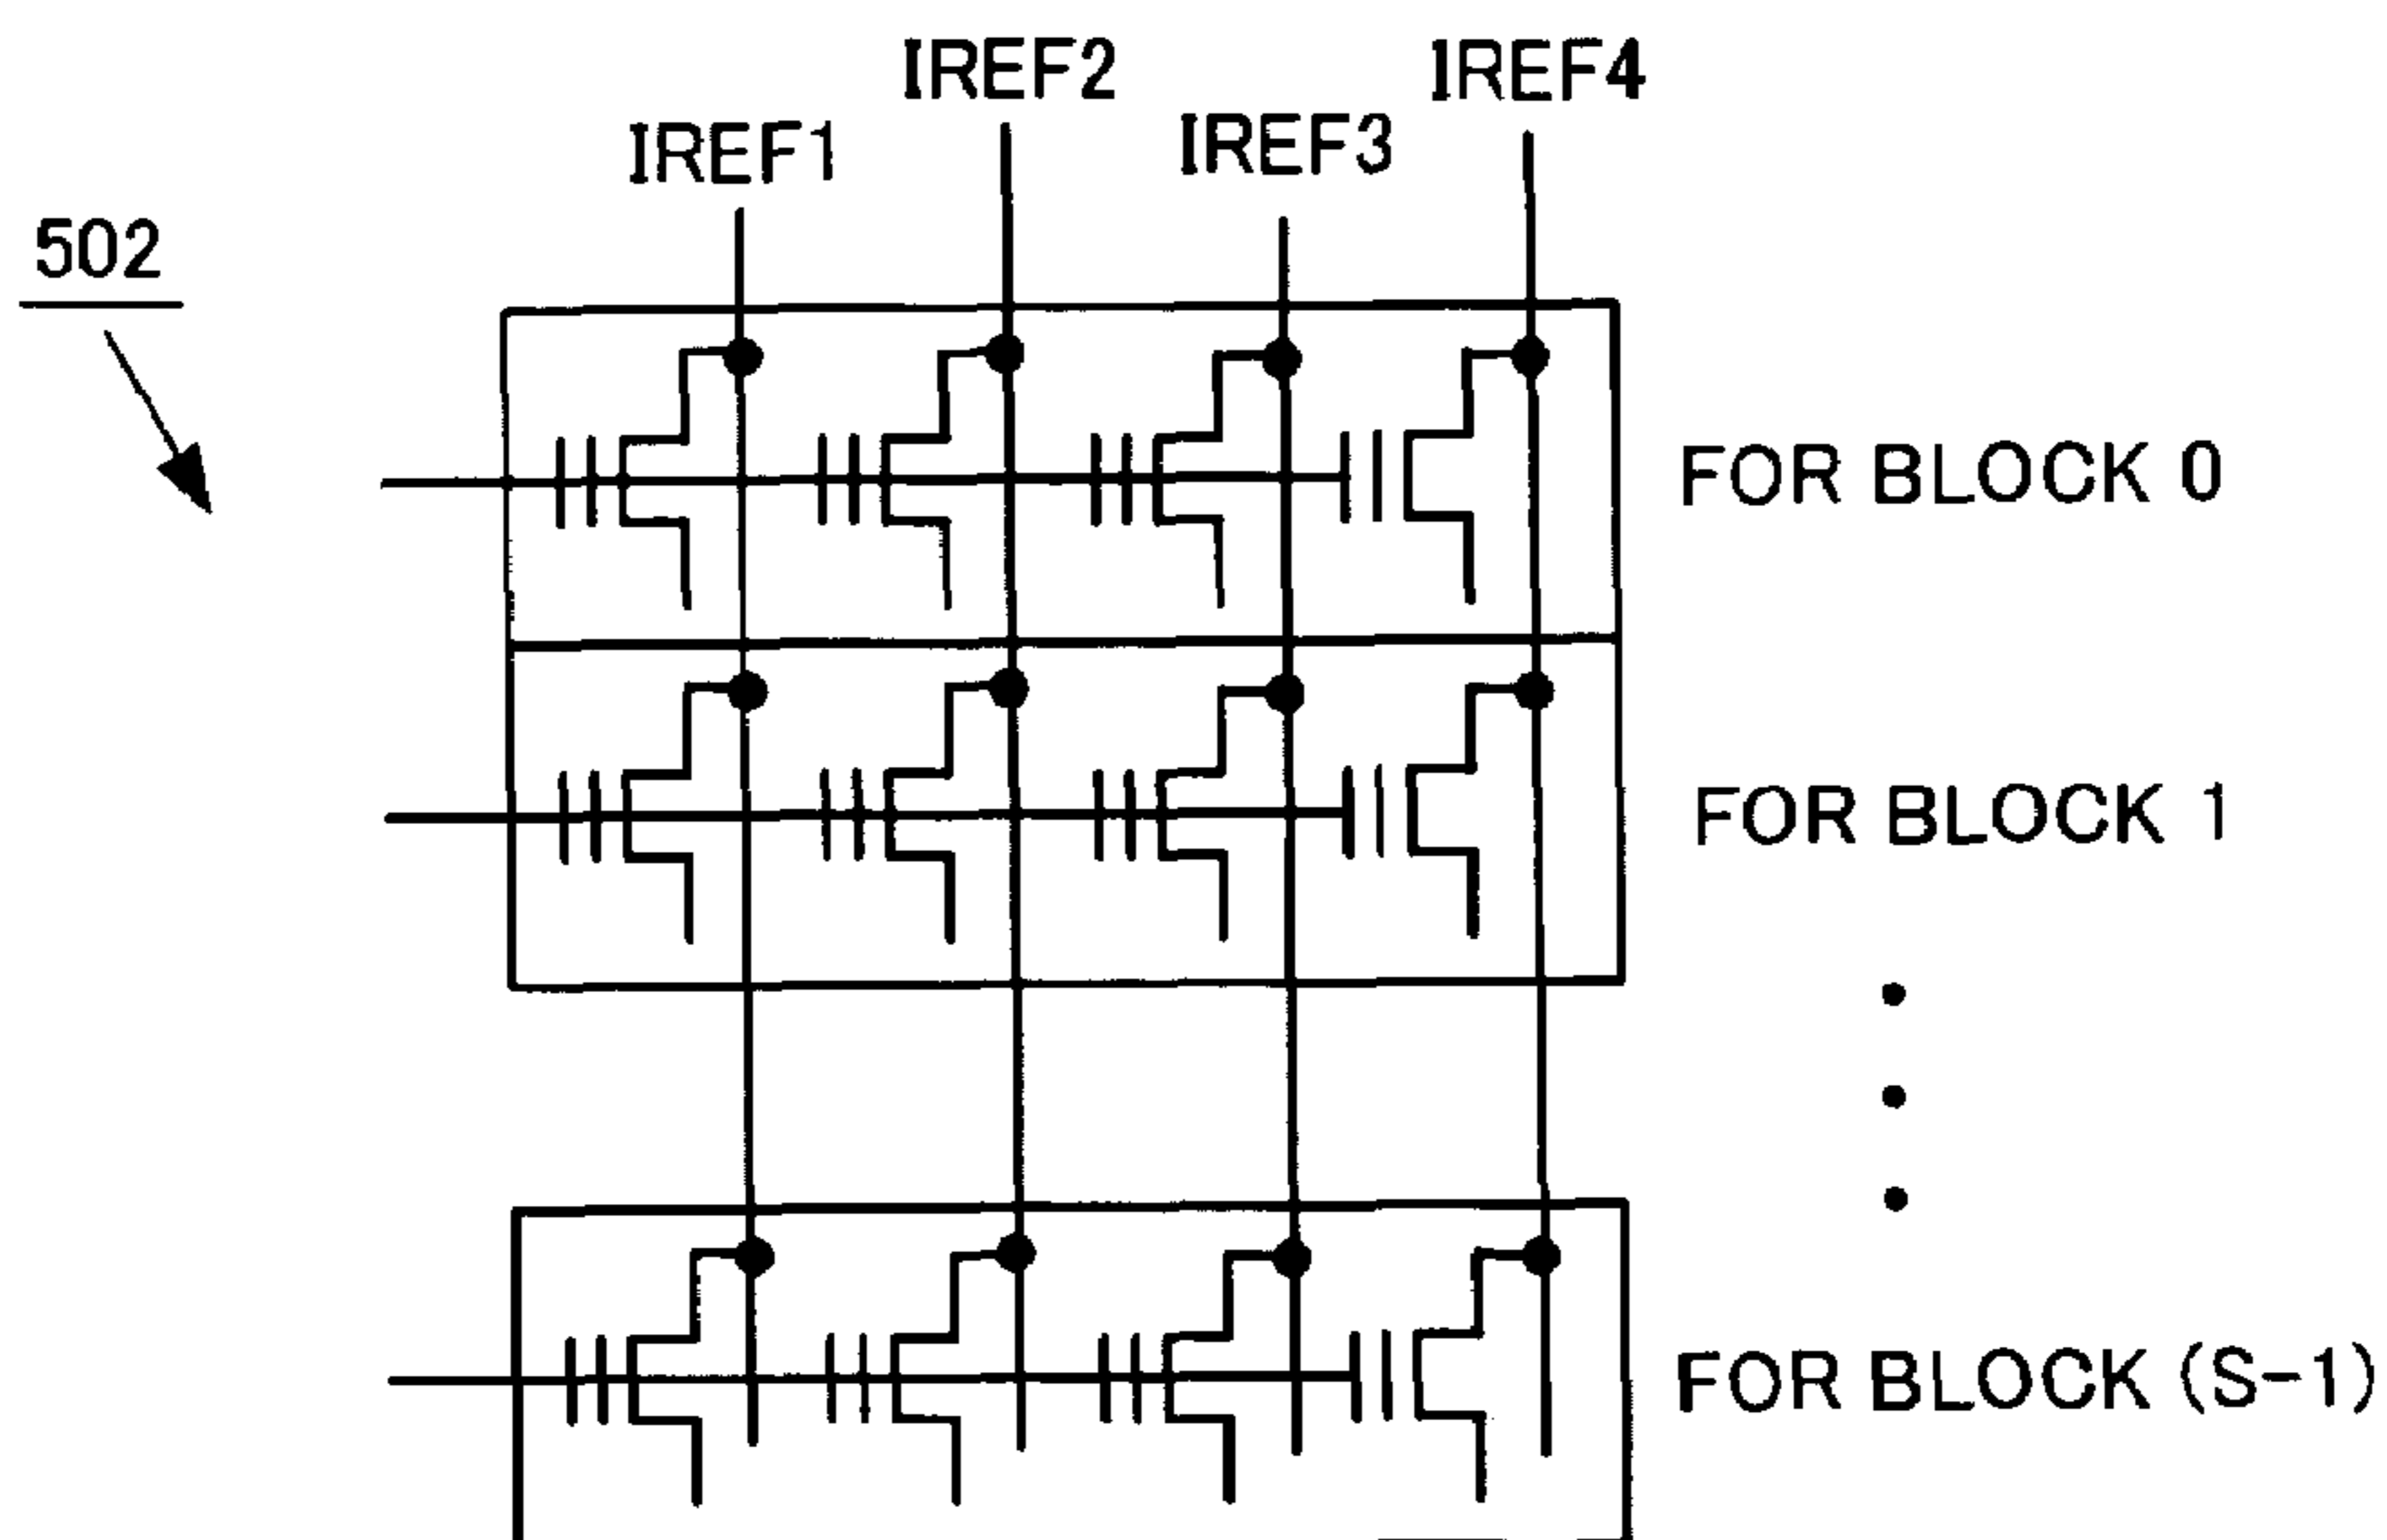 IREF2
IREF4
IREF1
IREF3
502
FOR BLOCK 0
FOR BLOCK 1
FOR BLOCK (S-1)